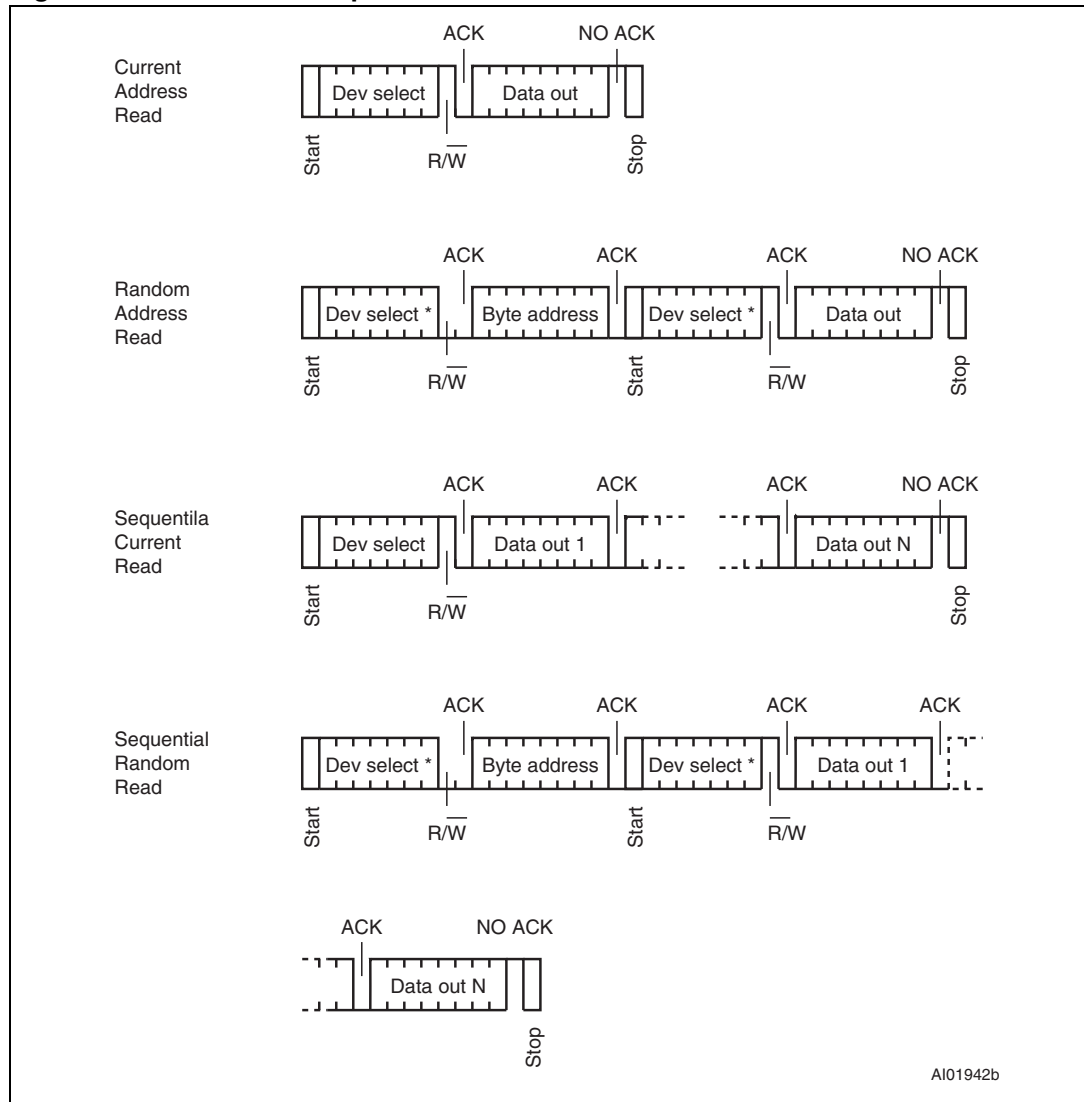 ACK NO ACK
Current
Address
Read
Dev select Data out
Start R/W̅ Stop
ACK ACK ACK NO ACK
Random
Address
Read
Dev select * Byte address Dev select * Data out
Start R/W̅ Start R̅/W Stop
ACK ACK ACK NO ACK
Sequentila
Current
Read
Dev select Data out 1 Data out N
Start R/W̅ Stop
ACK ACK ACK ACK
Sequential
Random
Read
Dev select * Byte address Dev select * Data out 1
Start R/W̅ Start R̅/W
ACK NO ACK
Data out N
Stop
AI01942b